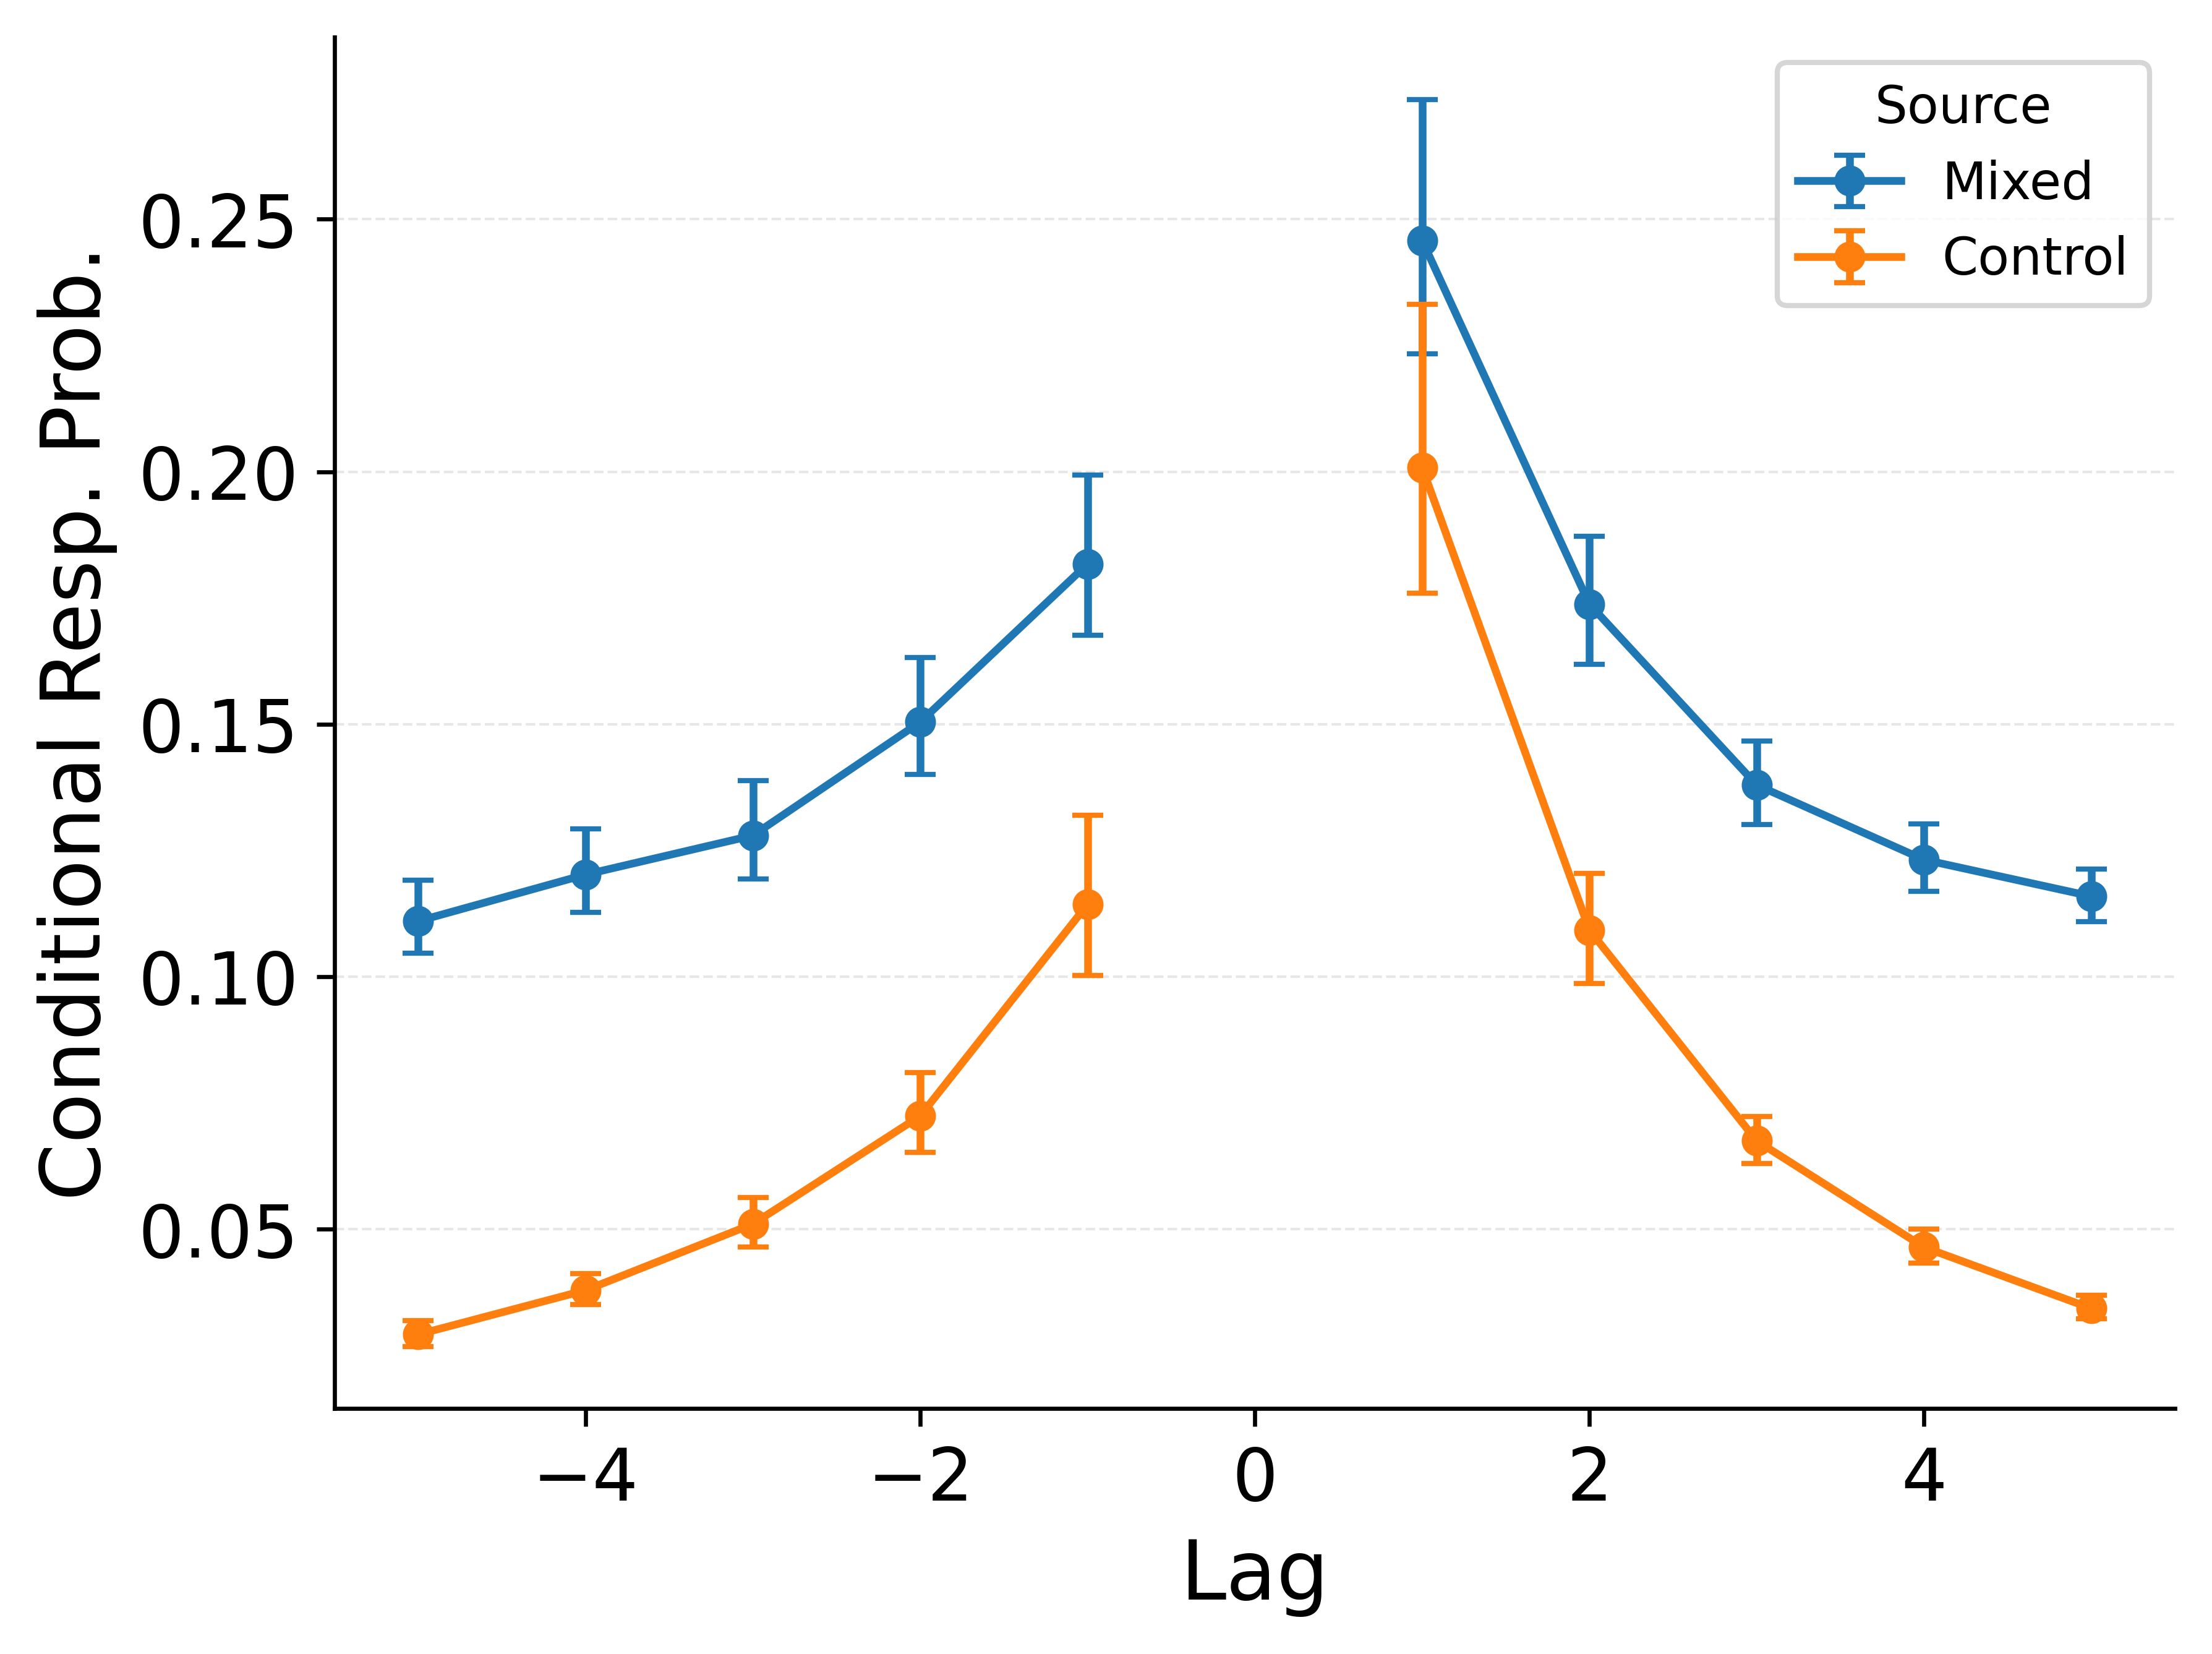 Source
Mixed
Control
Conditional Resp. Prob.
0.25
0.20
0.15
0.10
0.05
−4 −2 0 2 4
Lag